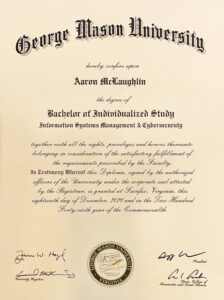 George Mason University
hereby confers upon
Aaron McLaughlin
the degree of
Bachelor of Individualized Study
Information Systems Management & Cybersecurity
together with all the rights, privileges and honors thereunto
belonging in consideration of the satisfactory fulfillment of
the requirements prescribed by the Faculty.
In Testimony Whereof this Diploma, signed by the authorized
officers of the University under the corporate seal attested
by the Registrar, is granted at Fairfax, Virginia, this
eighteenth day of December, 2021 and in the Two Hundred
Forty-sixth year of the Commonwealth.
President
University Registrar